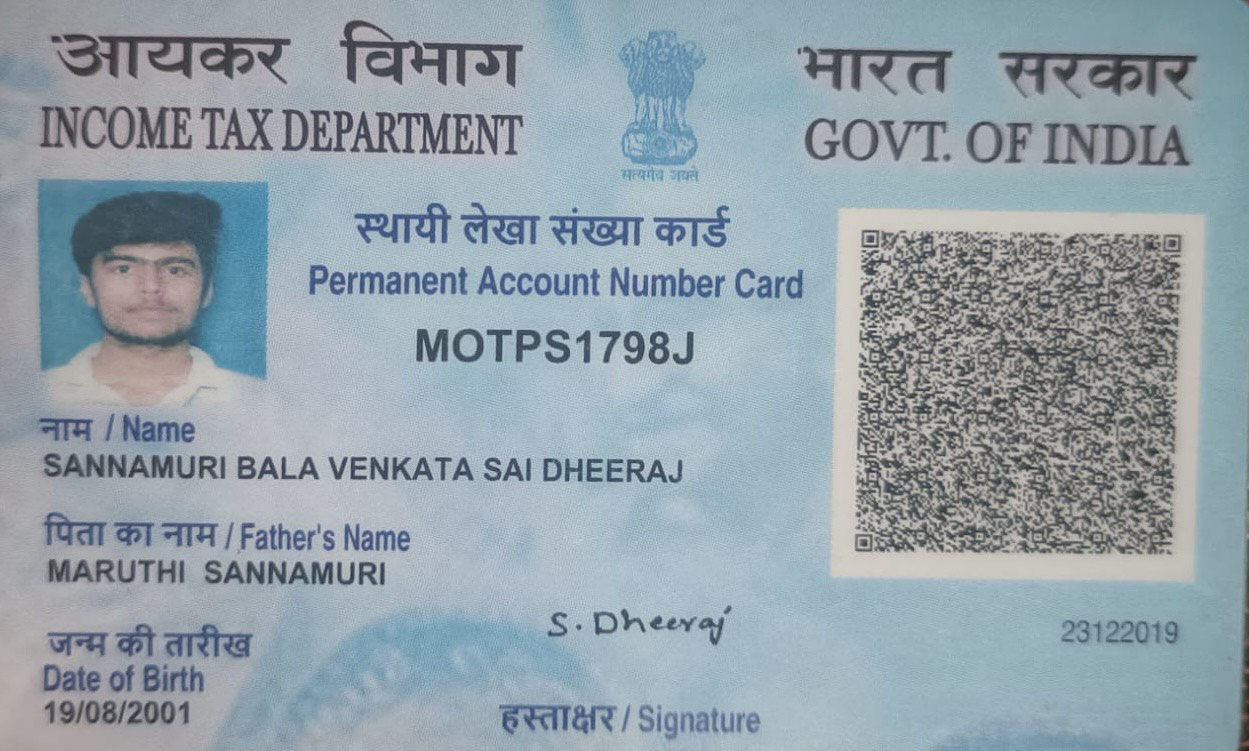 आयकर विभाग
INCOME TAX DEPARTMENT
सत्यमेव जयते
भारत सरकार
GOVT. OF INDIA
स्थायी लेखा संख्या कार्ड
Permanent Account Number Card
MOTPS1798J
नाम / Name
SANNAMURI BALA VENKATA SAI DHEERAJ
पिता का नाम / Father's Name
MARUTHI SANNAMURI
जन्म की तारीख
Date of Birth
19/08/2001
S. Dheeraj
हस्ताक्षर / Signature
23122019